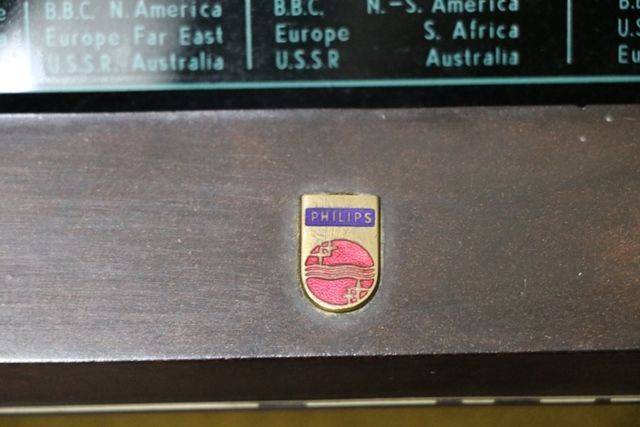 B.B.C. N. America
Europe Far East
U.S.S.R. Australia
B.B.C. N.-S. America
Europe S. Africa
U.S.S.R Australia
PHILIPS